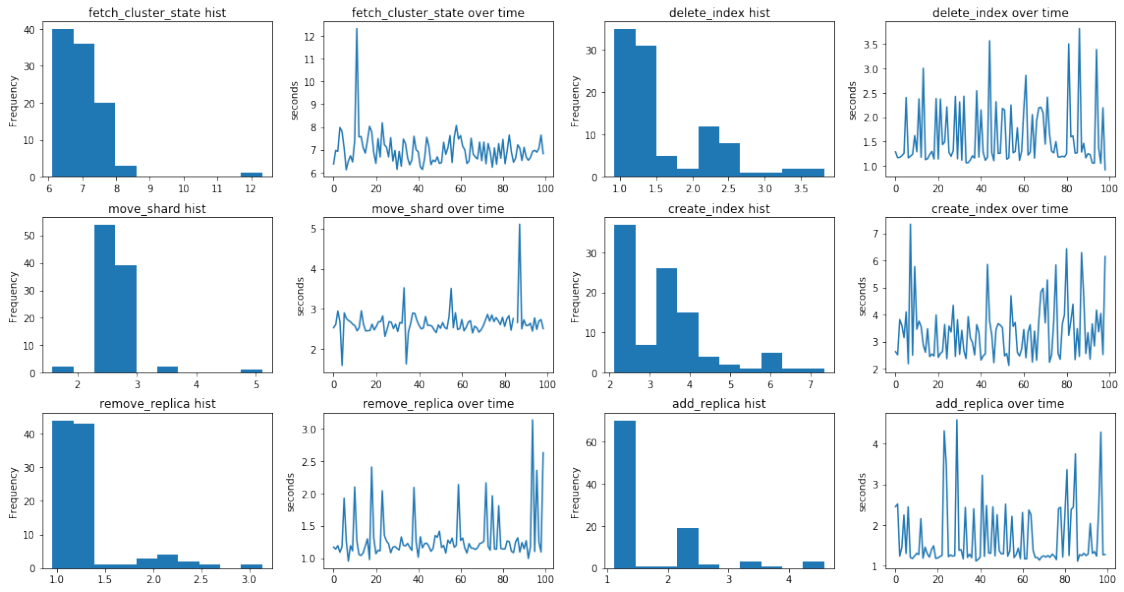 fetch_cluster_state hist
Frequency
40
30
20
10
0
6 7 8 9 10 11 12
fetch_cluster_state over time
seconds
12
11
10
9
8
7
6
0 20 40 60 80 100
delete_index hist
Frequency
30
20
10
0
1.0 1.5 2.0 2.5 3.0 3.5
delete_index over time
seconds
3.5
3.0
2.5
2.0
1.5
1.0
0 20 40 60 80 100
move_shard hist
Frequency
50
40
30
20
10
0
2 3 4 5
move_shard over time
seconds
5
4
3
2
0 20 40 60 80 100
create_index hist
Frequency
30
20
10
0
2 3 4 5 6 7
create_index over time
seconds
7
6
5
4
3
2
0 20 40 60 80 100
remove_replica hist
Frequency
40
30
20
10
0
1.0 1.5 2.0 2.5 3.0
remove_replica over time
seconds
3.0
2.5
2.0
1.5
1.0
0 20 40 60 80 100
add_replica hist
Frequency
60
40
20
0
1 2 3 4
add_replica over time
seconds
4
3
2
1
0 20 40 60 80 100